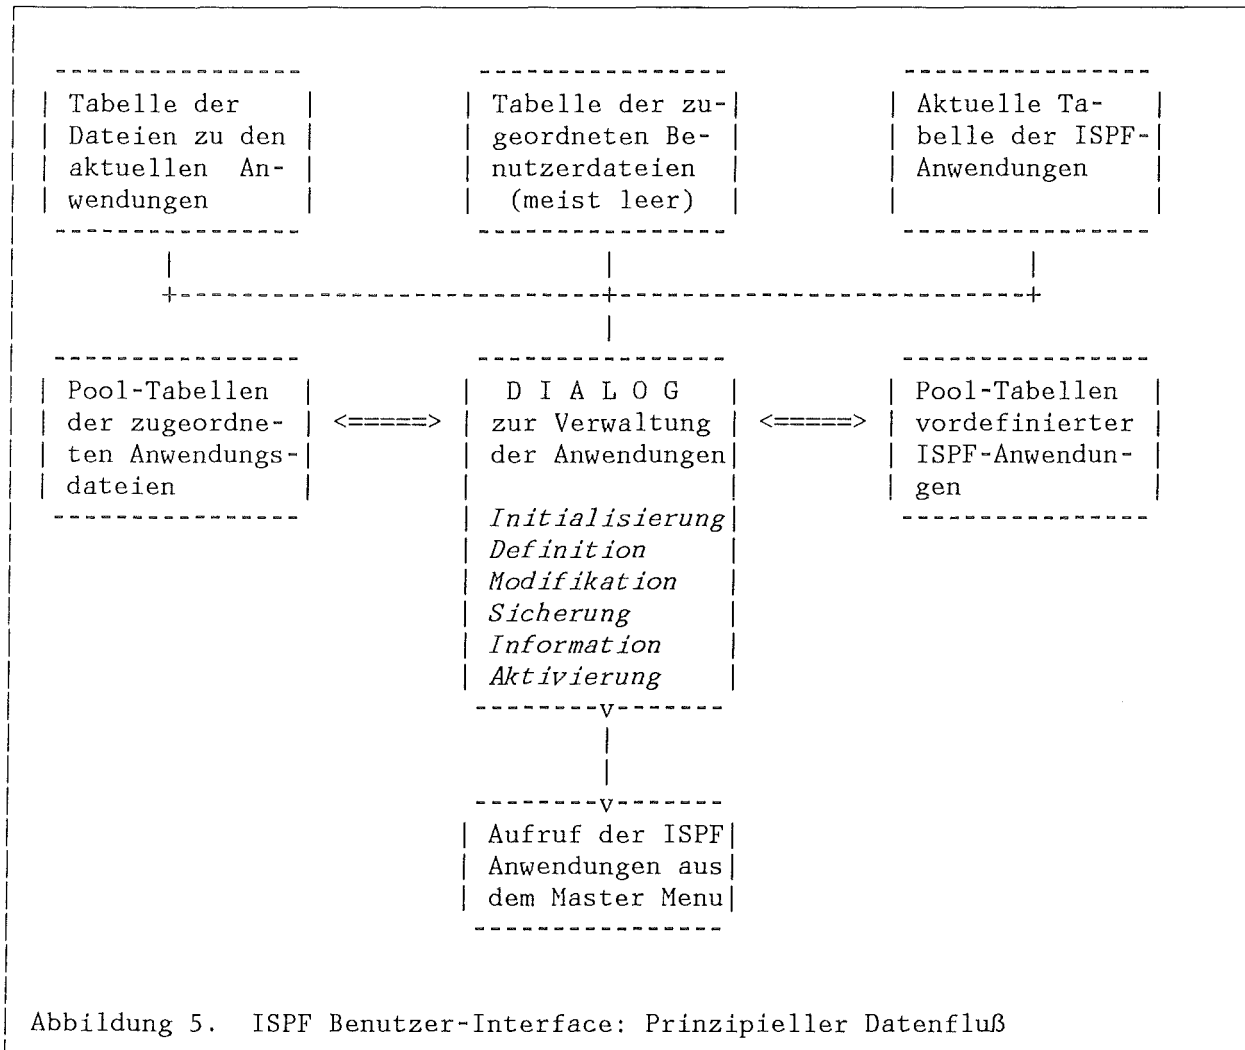 Tabelle der
Dateien zu den
aktuellen An-
wendungen
Tabelle der zu-
geordneten Be-
nutzerdateien
(meist leer)
Aktuelle Ta-
belle der ISPF-
Anwendungen
Pool-Tabellen
der zugeordne-
ten Anwendungs-
dateien
<=====>
D I A L O G
zur Verwaltung
der Anwendungen
Initialisierung
Definition
Modifikation
Sicherung
Information
Aktivierung
<=====>
Pool-Tabellen
vordefinierter
ISPF-Anwendun-
gen
v
v
Aufruf der ISPF
Anwendungen aus
dem Master Menu
Abbildung 5. ISPF Benutzer-Interface: Prinzipieller Datenfluß